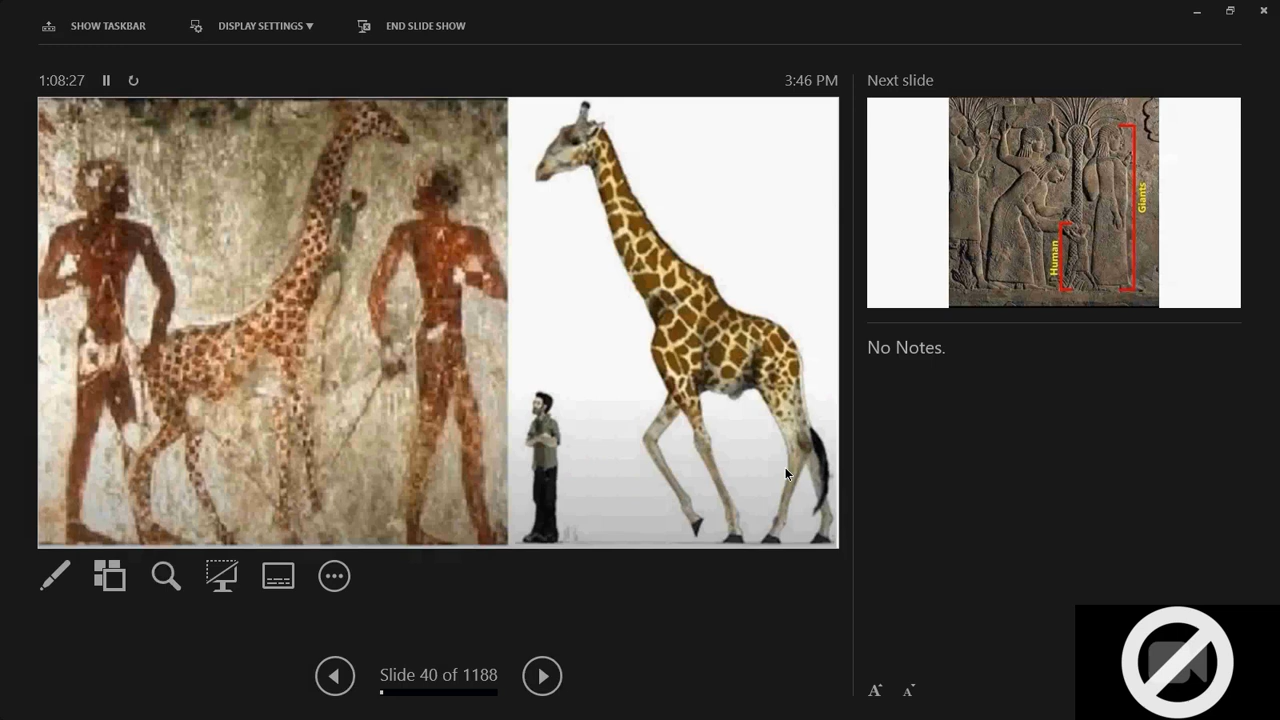 SHOW TASKBAR
DISPLAY SETTINGS ▼
END SLIDE SHOW
1:08:27
3:46 PM
Next slide
Giants
Human
No Notes.
Slide 40 of 1188
A A